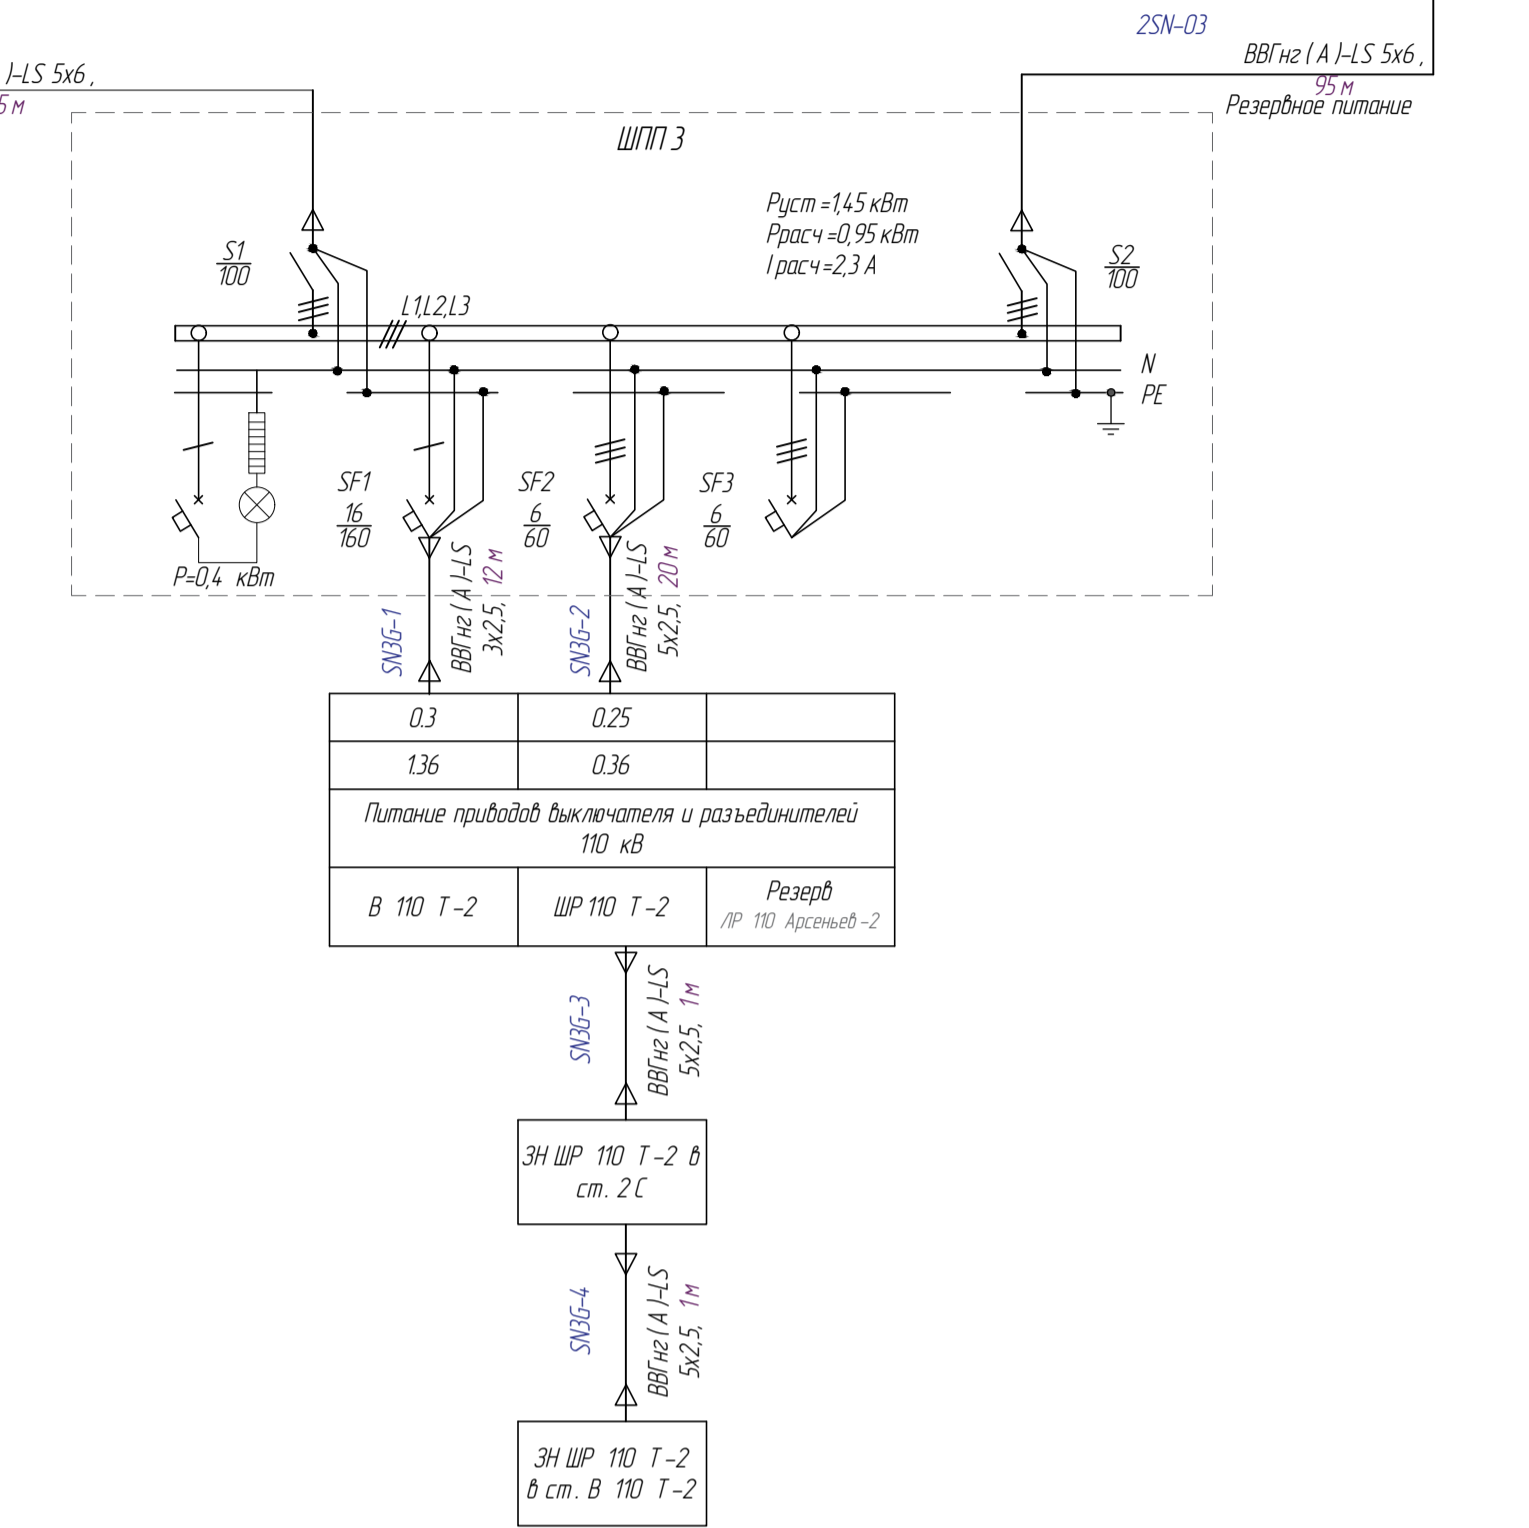 2SN-03
)-LS 5х6 ,
5 м
ВВГнг ( А )-LS 5х6 ,
95 м
Резервное питание
ШПП 3
Руст =1,45 кВт
Ррасч =0,95 кВт
I расч =2,3 А
S1
100
S2
100
L1,L2,L3
N
PE
SF1
16
160
SF2
6
60
SF3
6
60
P=0,4 кВт
SN3G-1
ВВГнг ( А )-LS
3х2,5, 12 м
SN3G-2
ВВГнг ( А )-LS
5х2,5, 20 м
0.3
0.25
1.36
0.36
Питание приводов выключателя и разъединителей
110 кВ
В 110 Т-2
ШР 110 Т-2
Резерв
ЛР 110 Арсеньев-2
SN3G-3
ВВГнг ( А )-LS
5х2,5, 1 м
ЗН ШР 110 Т-2 в
ст. 2 С
SN3G-4
ВВГнг ( А )-LS
5х2,5, 1 м
ЗН ШР 110 Т-2
в ст. В 110 Т-2